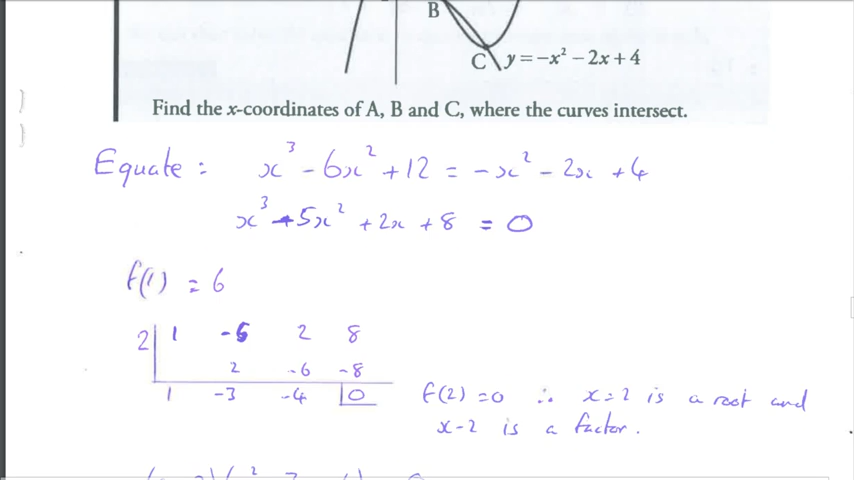 B
C y = −x² − 2x + 4
Find the x-coordinates of A, B and C, where the curves intersect.
Equate : x³ − 6x² + 12 = −x² − 2x + 4
x³ − 5x² + 2x + 8 = 0
f(1) = 6
2 | 1 −5 2 8
2 −6 −8
1 −3 −4 0
f(2) = 0 ∴ x = 2 is a root and
x − 2 is a factor.